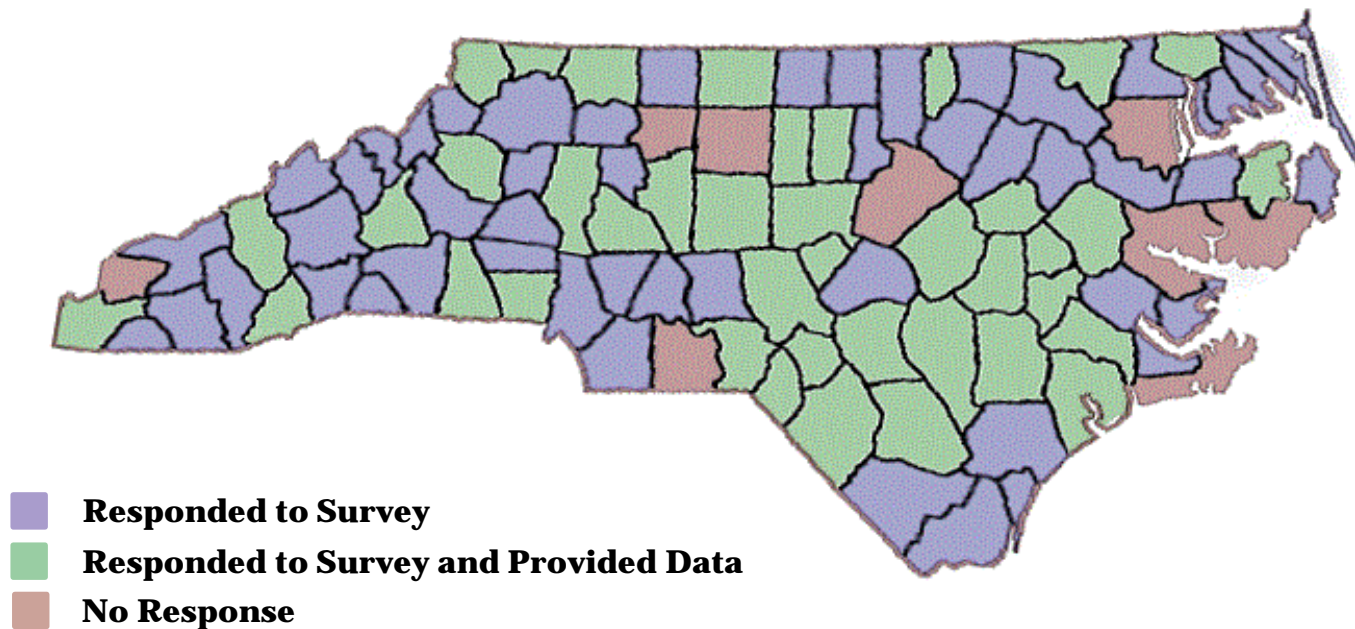 Responded to Survey
Responded to Survey and Provided Data
No Response